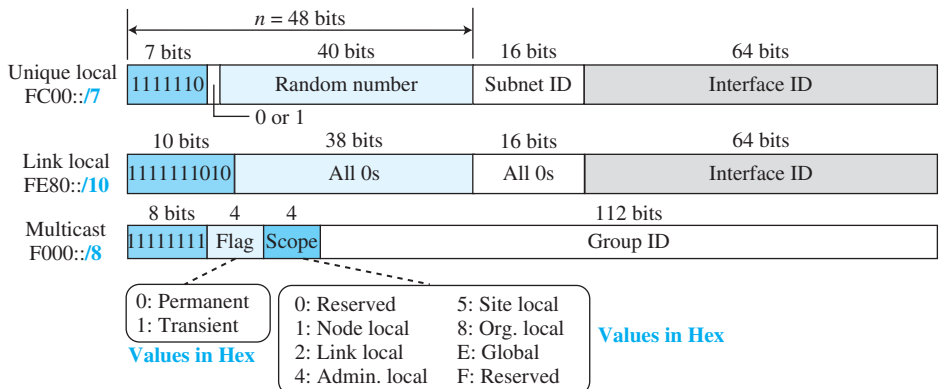 n = 48 bits
7 bits 40 bits 16 bits 64 bits
Unique local
FC00::/7
1111110 Random number Subnet ID Interface ID
0 or 1
10 bits 38 bits 16 bits 64 bits
Link local
FE80::/10
1111111010 All 0s All 0s Interface ID
8 bits 4 4 112 bits
Multicast
F000::/8
11111111 Flag Scope Group ID
0: Permanent
1: Transient
Values in Hex
0: Reserved 5: Site local
1: Node local 8: Org. local
2: Link local E: Global
4: Admin. local F: Reserved
Values in Hex